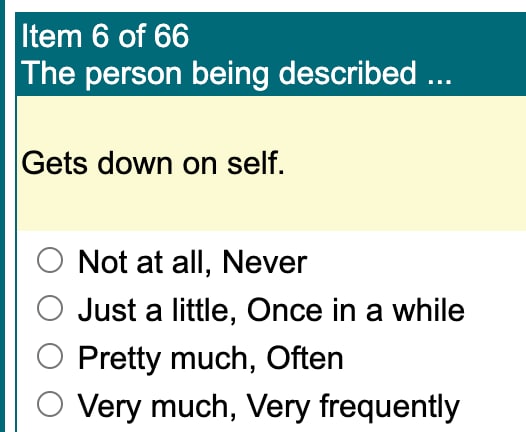 Item 6 of 66
The person being described ...
Gets down on self.
Not at all, Never
Just a little, Once in a while
Pretty much, Often
Very much, Very frequently